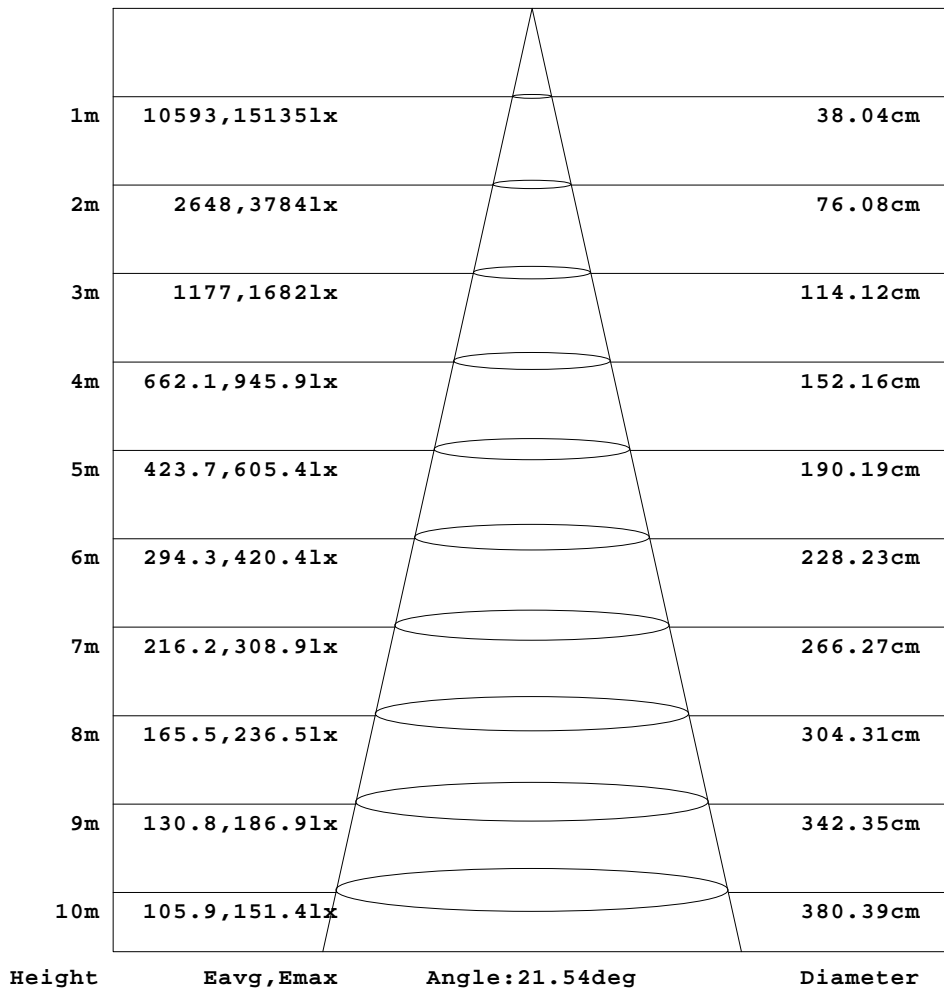 1m 10593,15135lx 38.04cm
2m 2648,3784lx 76.08cm
3m 1177,1682lx 114.12cm
4m 662.1,945.9lx 152.16cm
5m 423.7,605.4lx 190.19cm
6m 294.3,420.4lx 228.23cm
7m 216.2,308.9lx 266.27cm
8m 165.5,236.5lx 304.31cm
9m 130.8,186.9lx 342.35cm
10m 105.9,151.4lx 380.39cm
Height Eavg,Emax Angle:21.54deg Diameter